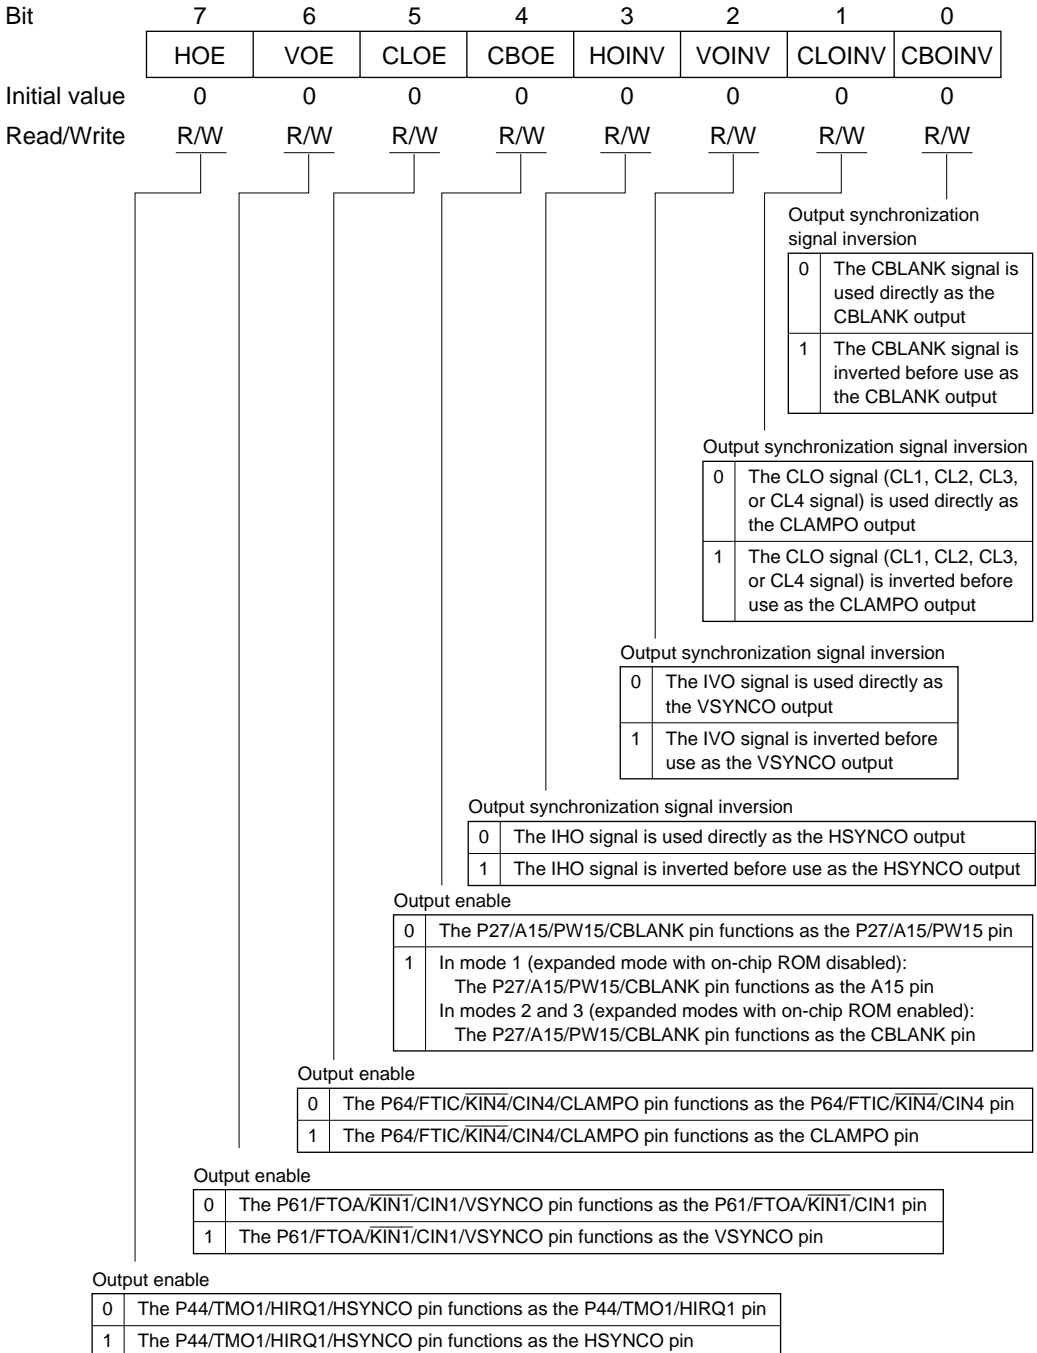 Bit 7 6 5 4 3 2 1 0
HOE VOE CLOE CBOE HOINV VOINV CLOINV CBOINV
Initial value 0 0 0 0 0 0 0 0
Read/Write R/W R/W R/W R/W R/W R/W R/W R/W
Output synchronization
signal inversion
0 The CBLANK signal is
used directly as the
CBLANK output
1 The CBLANK signal is
inverted before use as
the CBLANK output
Output synchronization signal inversion
0 The CLO signal (CL1, CL2, CL3,
or CL4 signal) is used directly as
the CLAMPO output
1 The CLO signal (CL1, CL2, CL3,
or CL4 signal) is inverted before
use as the CLAMPO output
Output synchronization signal inversion
0 The IVO signal is used directly as
the VSYNCO output
1 The IVO signal is inverted before
use as the VSYNCO output
Output synchronization signal inversion
0 The IHO signal is used directly as the HSYNCO output
1 The IHO signal is inverted before use as the HSYNCO output
Output enable
0 The P27/A15/PW15/CBLANK pin functions as the P27/A15/PW15 pin
1 In mode 1 (expanded mode with on-chip ROM disabled):
The P27/A15/PW15/CBLANK pin functions as the A15 pin
In modes 2 and 3 (expanded modes with on-chip ROM enabled):
The P27/A15/PW15/CBLANK pin functions as the CBLANK pin
Output enable
0 The P64/FTIC/K̅I̅N̅4̅/CIN4/CLAMPO pin functions as the P64/FTIC/K̅I̅N̅4̅/CIN4 pin
1 The P64/FTIC/K̅I̅N̅4̅/CIN4/CLAMPO pin functions as the CLAMPO pin
Output enable
0 The P61/FTOA/K̅I̅N̅1̅/CIN1/VSYNCO pin functions as the P61/FTOA/K̅I̅N̅1̅/CIN1 pin
1 The P61/FTOA/K̅I̅N̅1̅/CIN1/VSYNCO pin functions as the VSYNCO pin
Output enable
0 The P44/TMO1/HIRQ1/HSYNCO pin functions as the P44/TMO1/HIRQ1 pin
1 The P44/TMO1/HIRQ1/HSYNCO pin functions as the HSYNCO pin